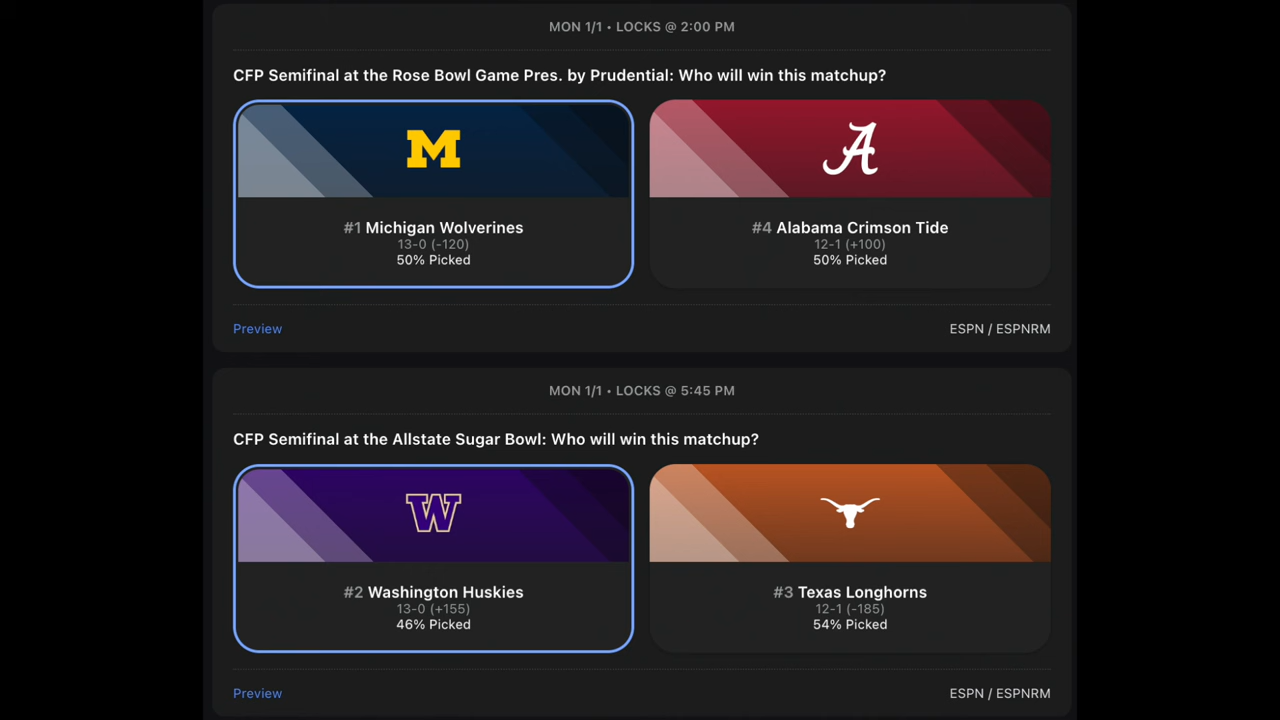 MON 1/1 • LOCKS @ 2:00 PM
CFP Semifinal at the Rose Bowl Game Pres. by Prudential: Who will win this matchup?
M
A
#1 Michigan Wolverines
13-0 (-120)
50% Picked
#4 Alabama Crimson Tide
12-1 (+100)
50% Picked
Preview
ESPN / ESPNRM
MON 1/1 • LOCKS @ 5:45 PM
CFP Semifinal at the Allstate Sugar Bowl: Who will win this matchup?
W
#2 Washington Huskies
13-0 (+155)
46% Picked
#3 Texas Longhorns
12-1 (-185)
54% Picked
Preview
ESPN / ESPNRM